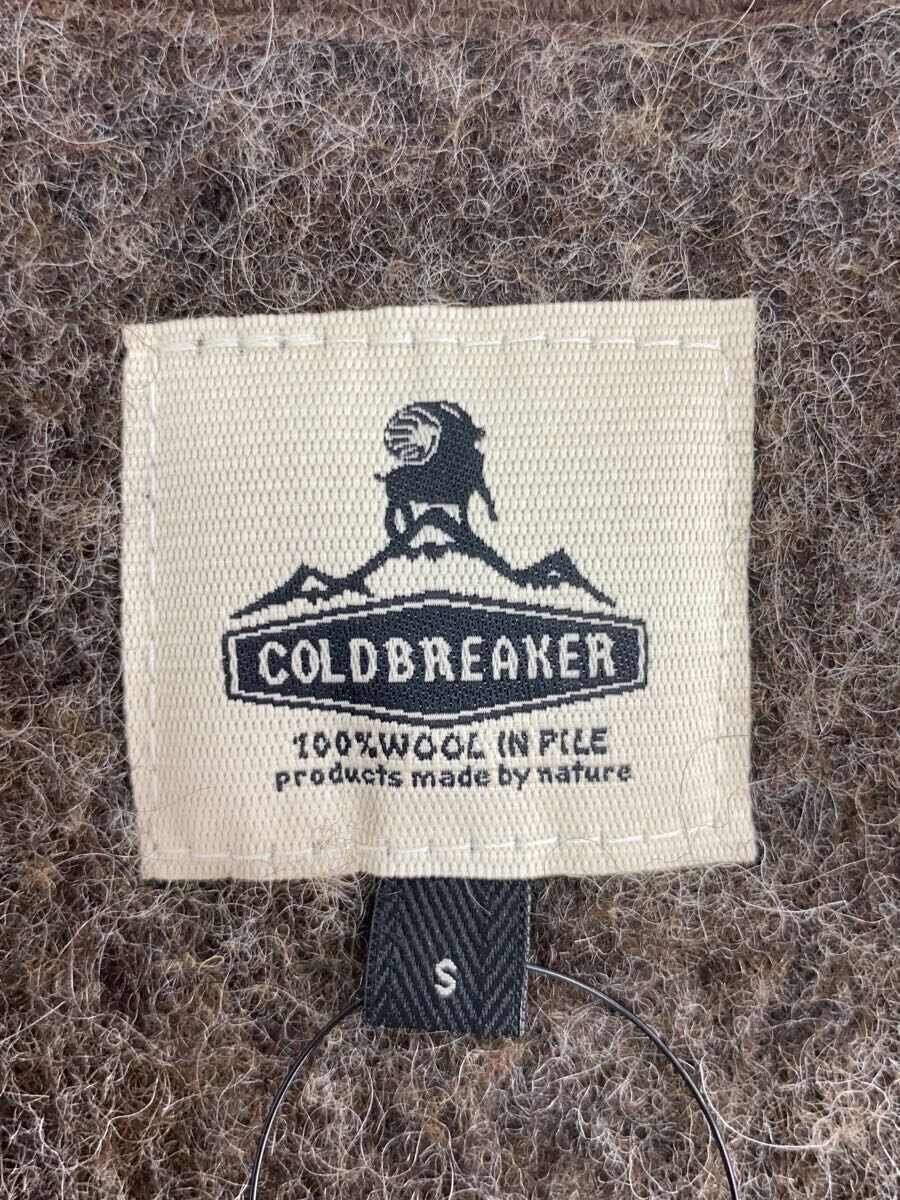 COLDBREAKER
100% WOOL IN PILE
products made by nature
S